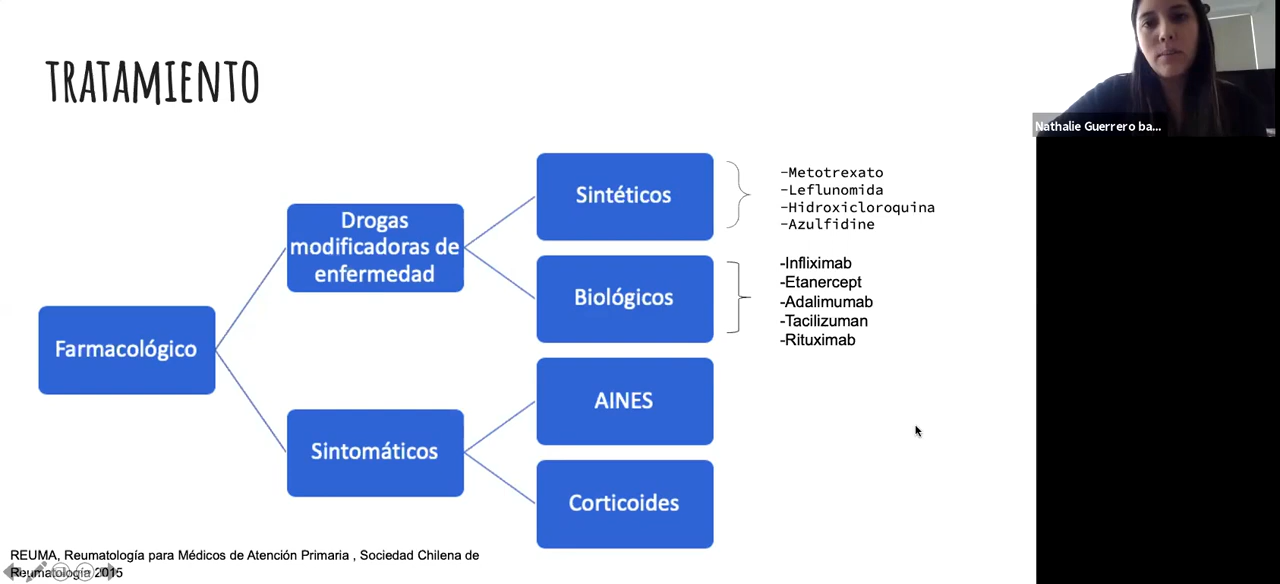 TRATAMIENTO
Nathalie Guerrero ba...
Farmacológico
Drogas
modificadoras de
enfermedad
Sintomáticos
Sintéticos
Biológicos
AINES
Corticoides
-Metotrexato
-Leflunomida
-Hidroxicloroquina
-Azulfidine
-Infliximab
-Etanercept
-Adalimumab
-Tacilizuman
-Rituximab
REUMA, Reumatología para Médicos de Atención Primaria , Sociedad Chilena de
Reumatología 2015